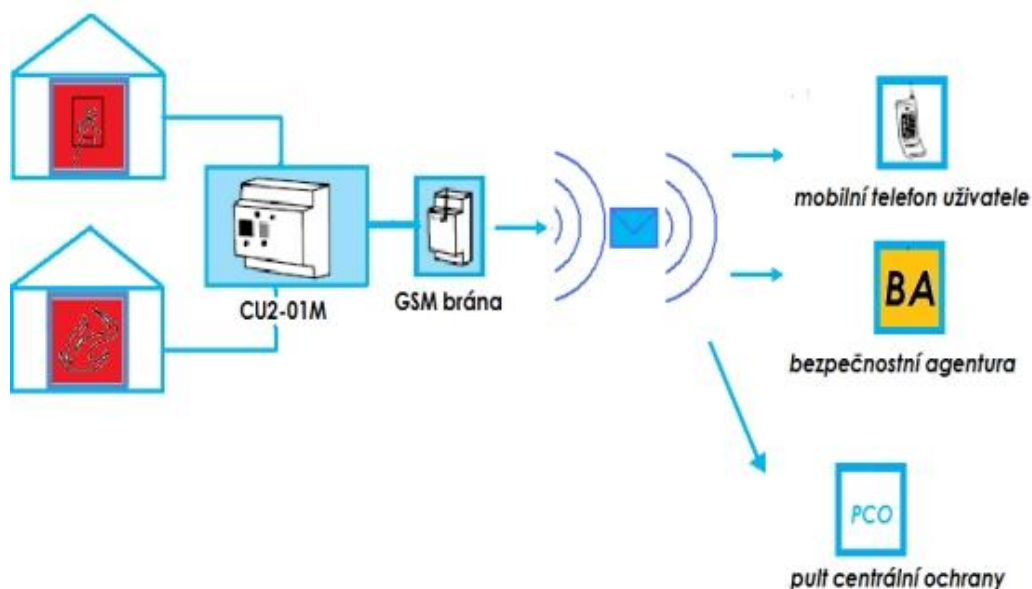 mobilní telefon uživatele
CU2-01M
GSM brána
BA
bezpečnostní agentura
PCO
pult centrální ochrany